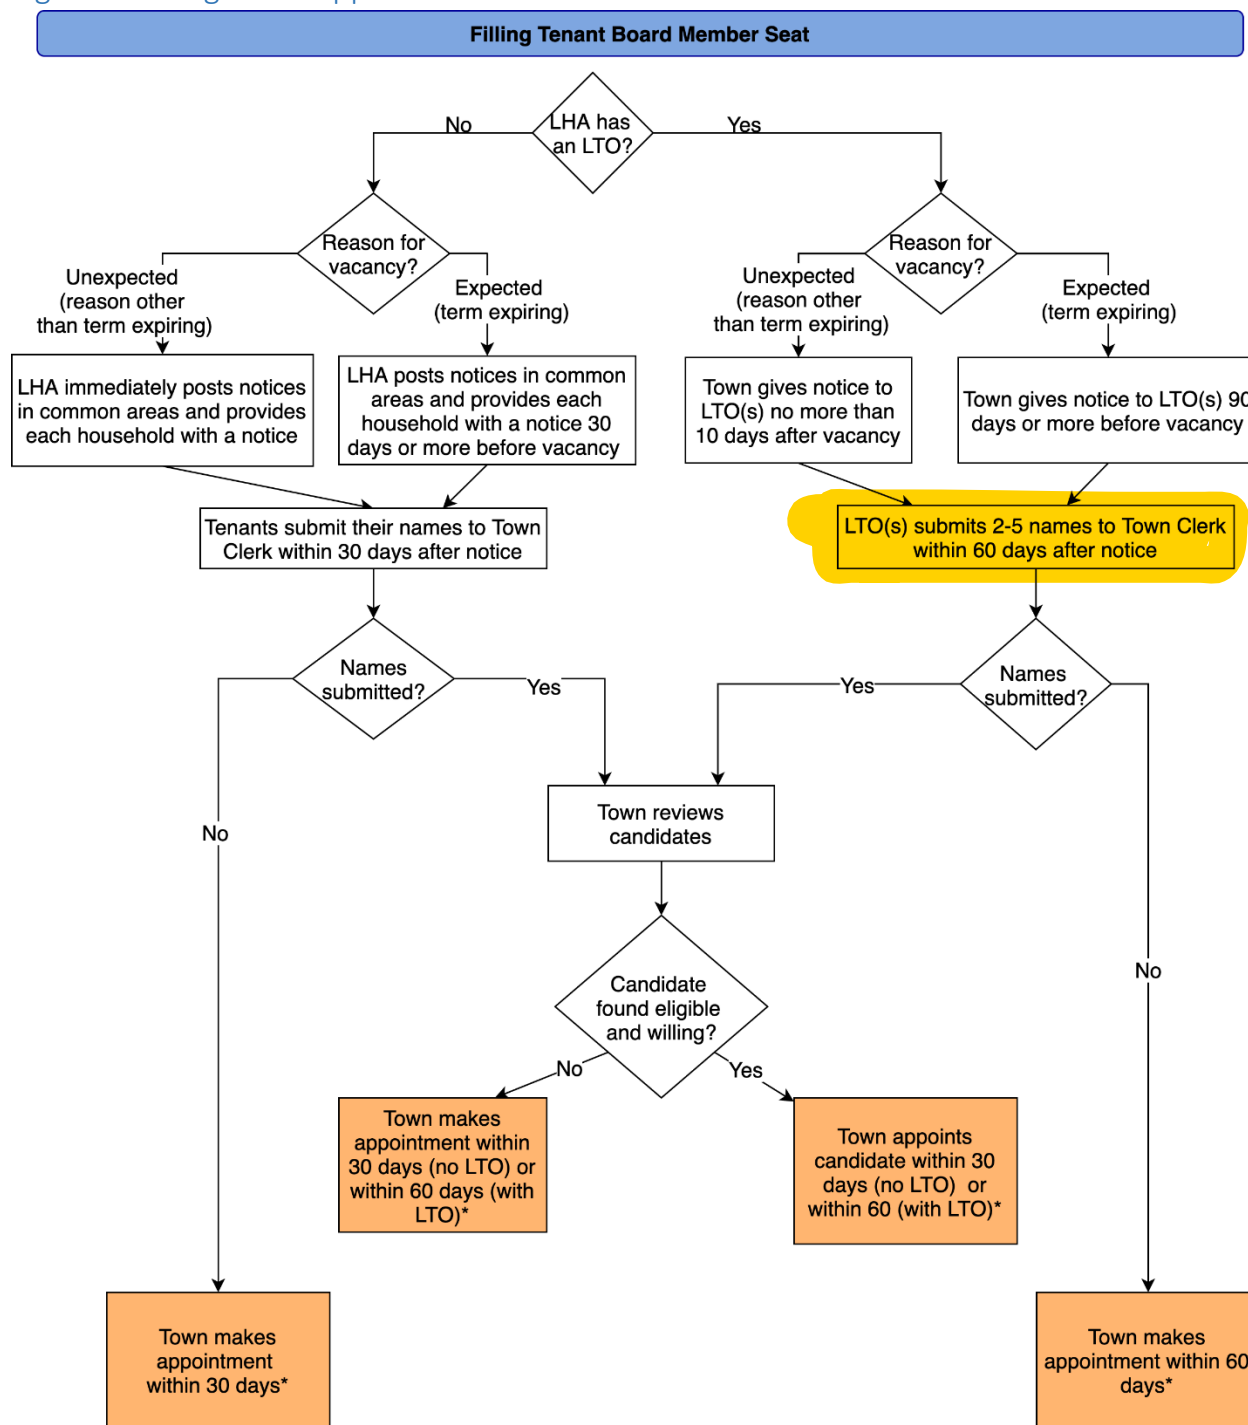 Filling Tenant Board Member Seat
LHA has
an LTO?
No
Yes
Reason for
vacancy?
Unexpected
(reason other
than term expiring)
Expected
(term expiring)
Reason for
vacancy?
Unexpected
(reason other
than term expiring)
Expected
(term expiring)
LHA immediately posts notices
in common areas and provides
each household with a notice
LHA posts notices in common
areas and provides each
household with a notice 30
days or more before vacancy
Town gives notice to
LTO(s) no more than
10 days after vacancy
Town gives notice to LTO(s) 90
days or more before vacancy
Tenants submit their names to Town
Clerk within 30 days after notice
LTO(s) submits 2-5 names to Town Clerk
within 60 days after notice
Names
submitted?
Yes
No
Names
submitted?
Yes
No
Town reviews
candidates
Candidate
found eligible
and willing?
No
Yes
Town makes
appointment within
30 days (no LTO) or
within 60 days (with
LTO)*
Town appoints
candidate within 30
days (no LTO) or
within 60 (with LTO)*
Town makes
appointment
within 30 days*
Town makes
appointment within 60
days*